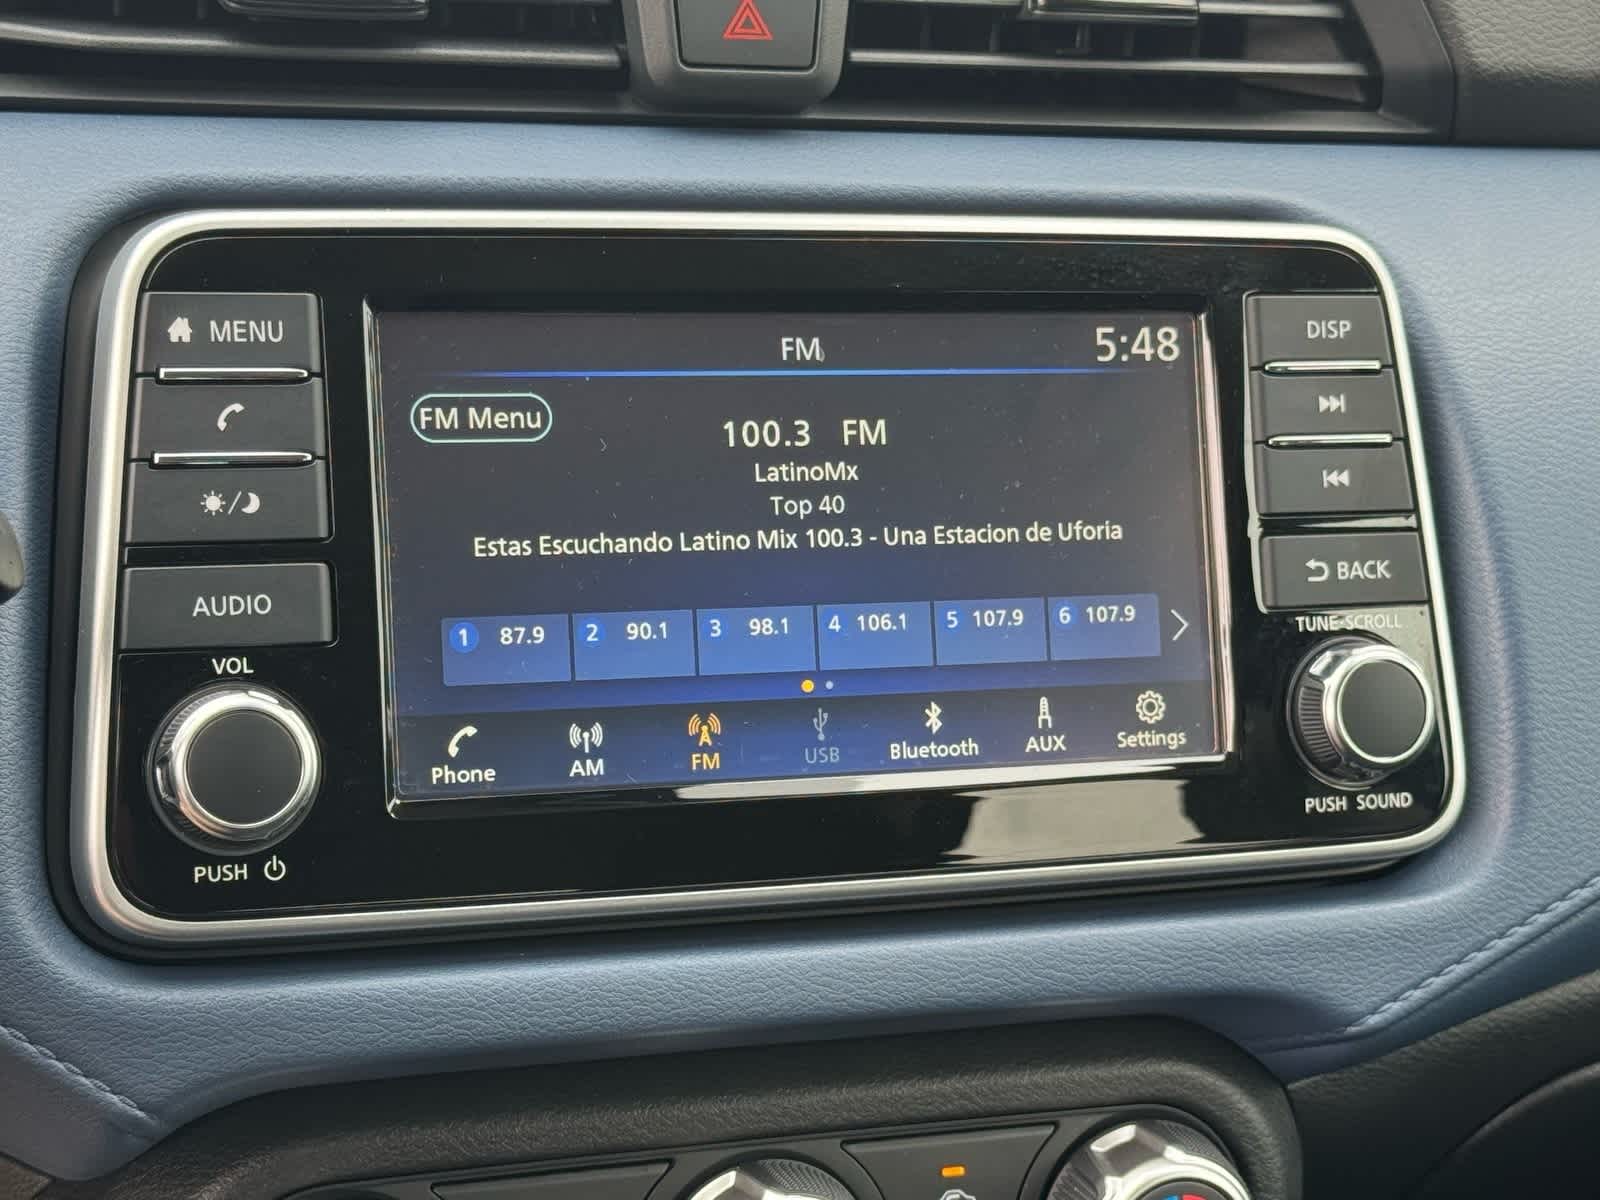 MENU
AUDIO
VOL
PUSH
FM
5:48
FM Menu
100.3 FM
LatinoMx
Top 40
Estas Escuchando Latino Mix 100.3 - Una Estacion de Uforia
1 87.9 2 90.1 3 98.1 4 106.1 5 107.9 6 107.9
Phone AM FM USB Bluetooth AUX Settings
DISP
BACK
TUNE·SCROLL
PUSH SOUND